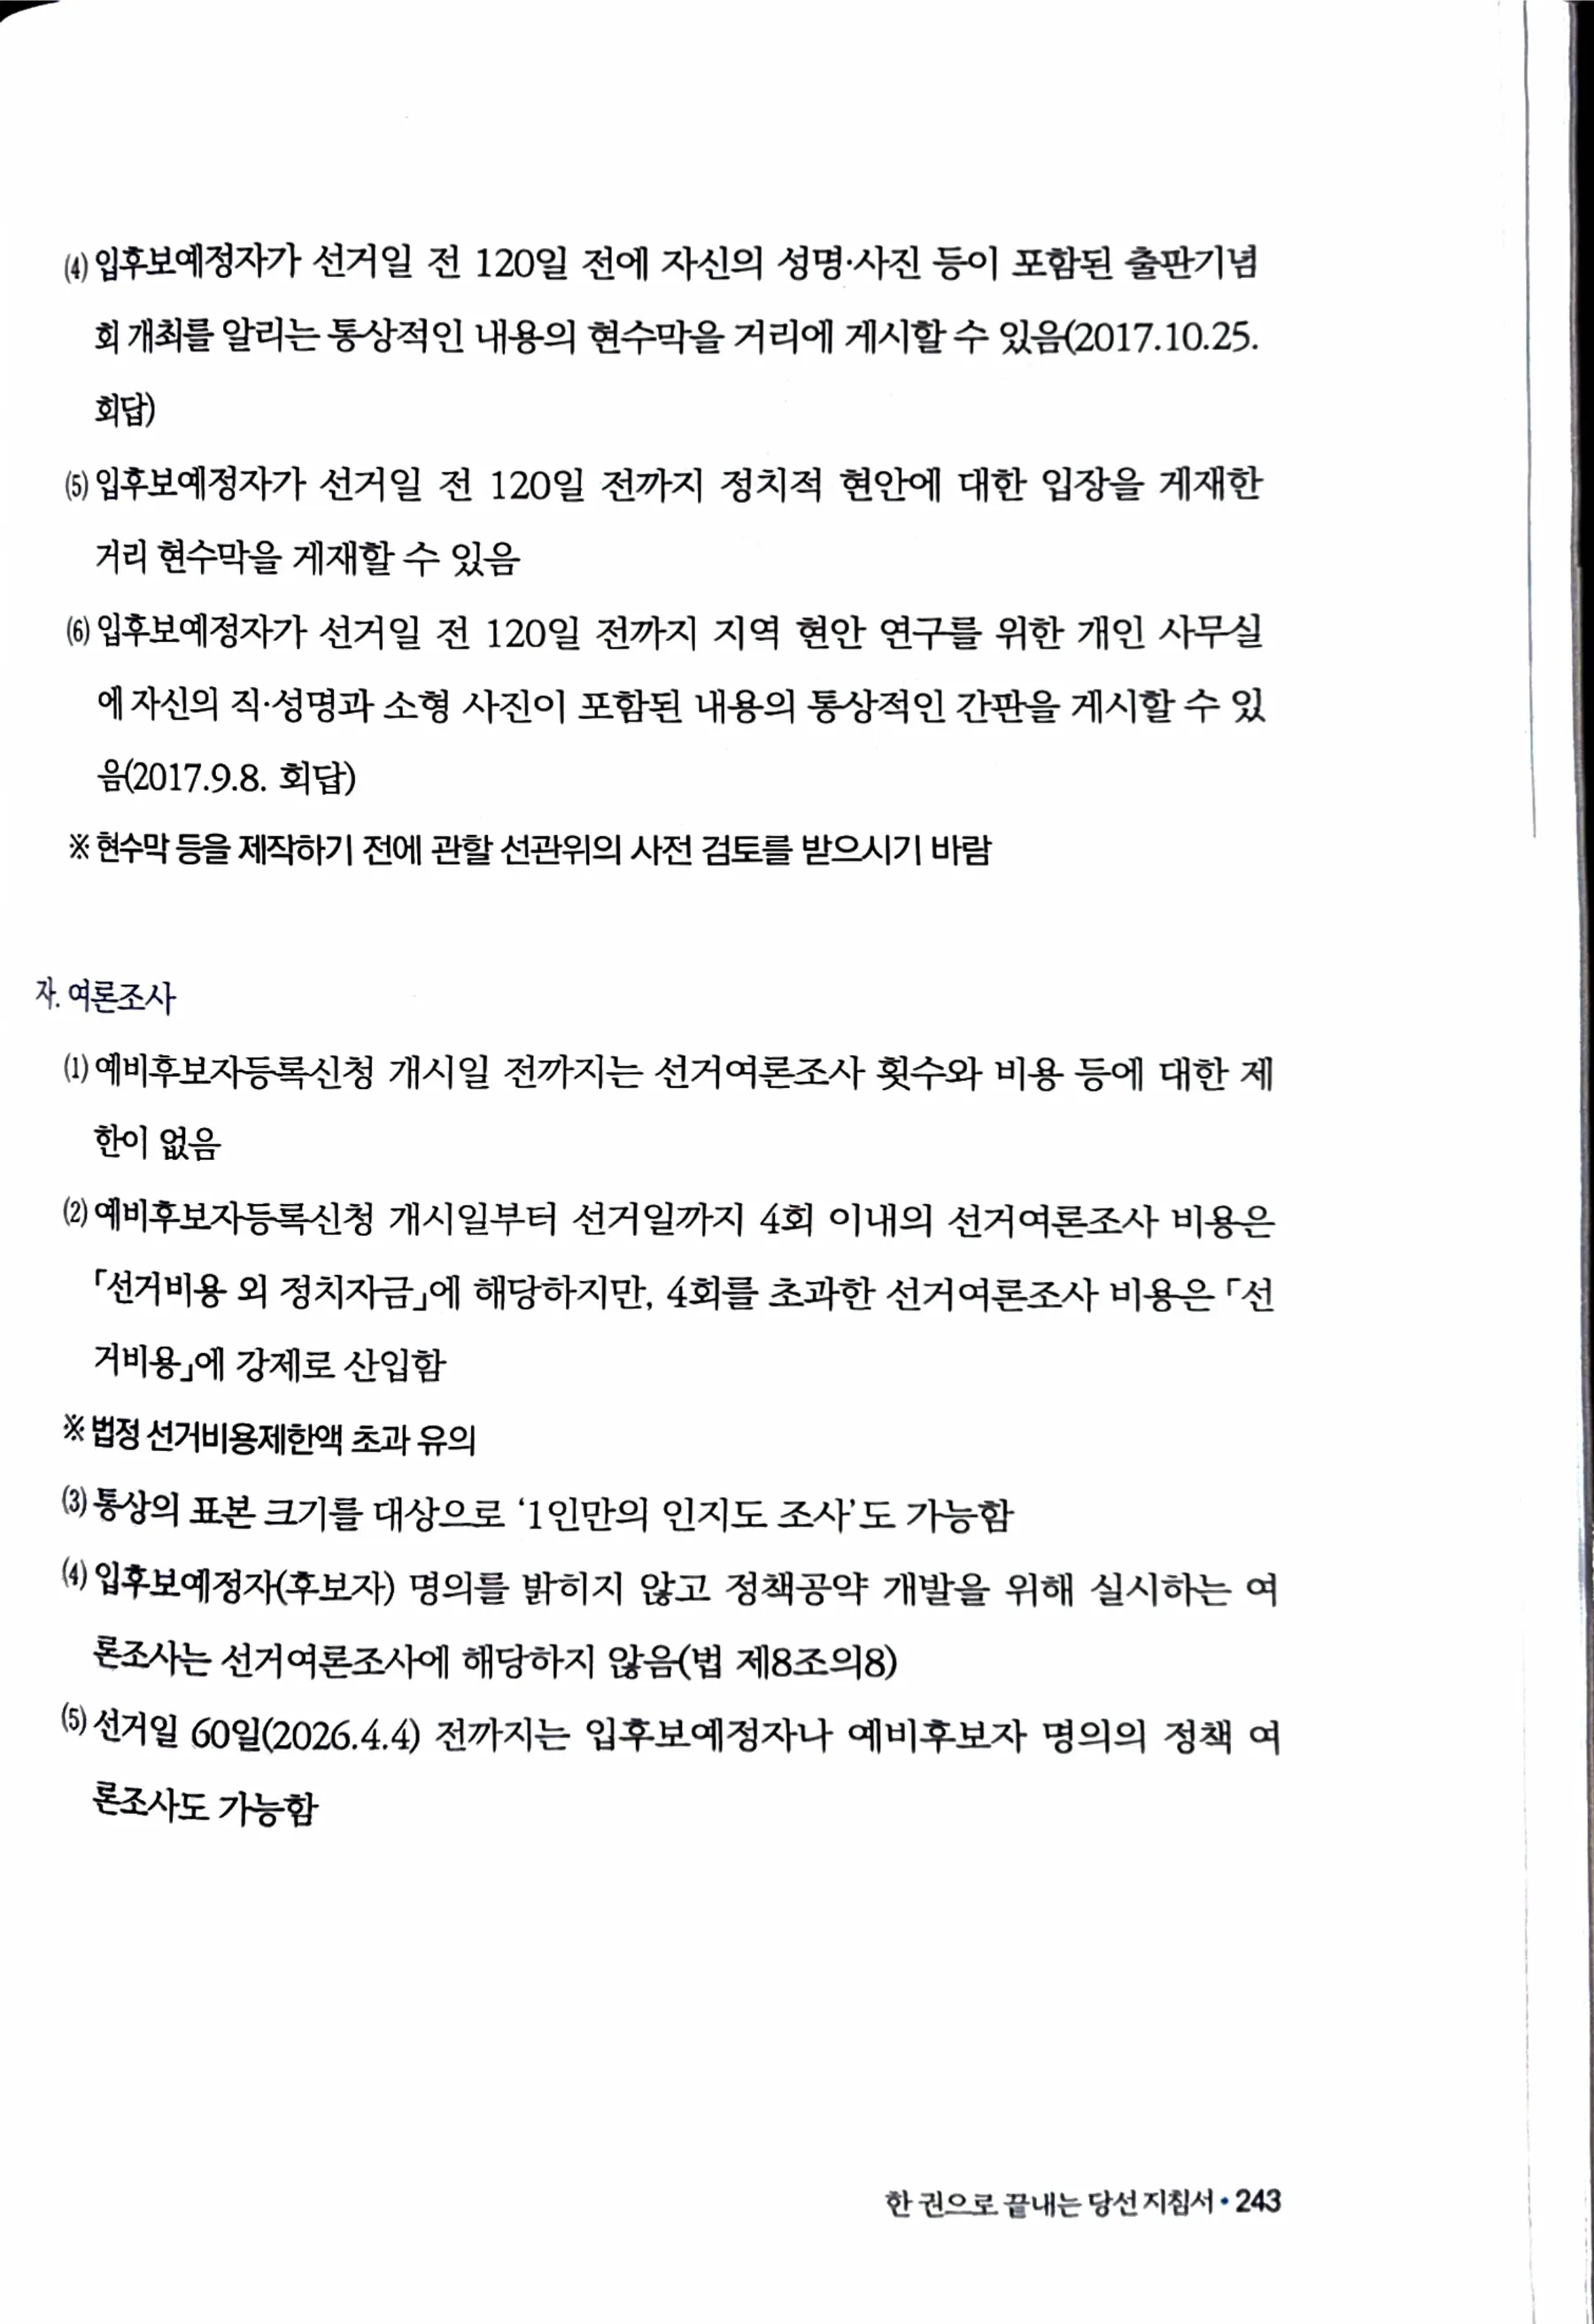 (4) 입후보예정자가 선거일 전 120일 전에 자신의 성명·사진 등이 포함된 출판기념
회 개최를 알리는 통상적인 내용의 현수막을 거리에 게시할 수 있음(2017.10.25.
회답)
(5) 입후보예정자가 선거일 전 120일 전까지 정치적 현안에 대한 입장을 게재한
거리 현수막을 게재할 수 있음
(6) 입후보예정자가 선거일 전 120일 전까지 지역 현안 연구를 위한 개인 사무실
에 자신의 직·성명과 소형 사진이 포함된 내용의 통상적인 간판을 게시할 수 있
음(2017.9.8. 회답)
※ 현수막 등을 제작하기 전에 관할 선관위의 사전 검토를 받으시기 바람
자. 여론조사
(1) 예비후보자등록신청 개시일 전까지는 선거여론조사 횟수와 비용 등에 대한 제
한이 없음
(2) 예비후보자등록신청 개시일부터 선거일까지 4회 이내의 선거여론조사 비용은
「선거비용 외 정치자금」에 해당하지만, 4회를 초과한 선거여론조사 비용은 「선
거비용」에 강제로 산입함
※ 법정 선거비용제한액 초과 유의
(3) 통상의 표본 크기를 대상으로 ‘1인만의 인지도 조사’도 가능함
(4) 입후보예정자(후보자) 명의를 밝히지 않고 정책공약 개발을 위해 실시하는 여
론조사는 선거여론조사에 해당하지 않음(법 제8조의8)
(5) 선거일 60일(2026.4.4) 전까지는 입후보예정자나 예비후보자 명의의 정책 여
론조사도 가능함
한 권으로 끝내는 당선 지침서 • 243